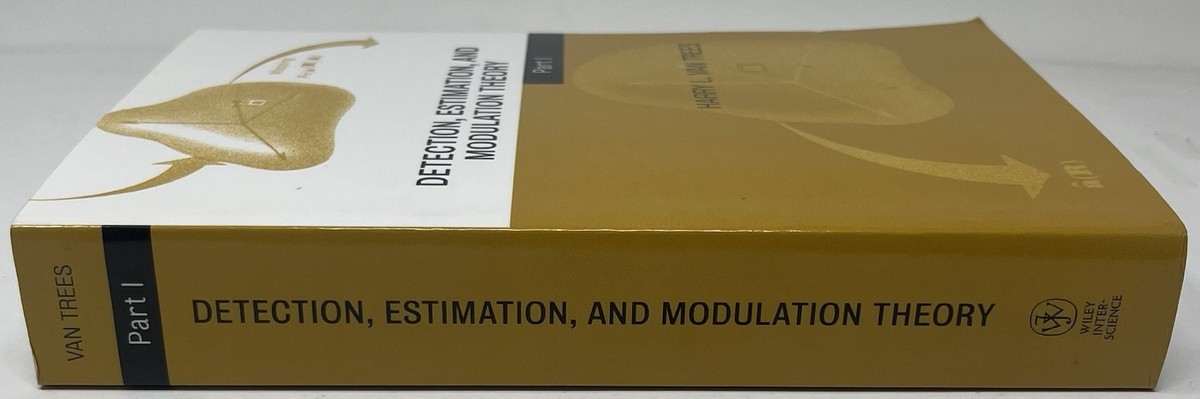 DETECTION, ESTIMATION, AND
MODULATION THEORY
Part I
HARRY L. VAN TREES
VAN TREES
Part I
DETECTION, ESTIMATION, AND MODULATION THEORY
WILEY
INTER-
SCIENCE